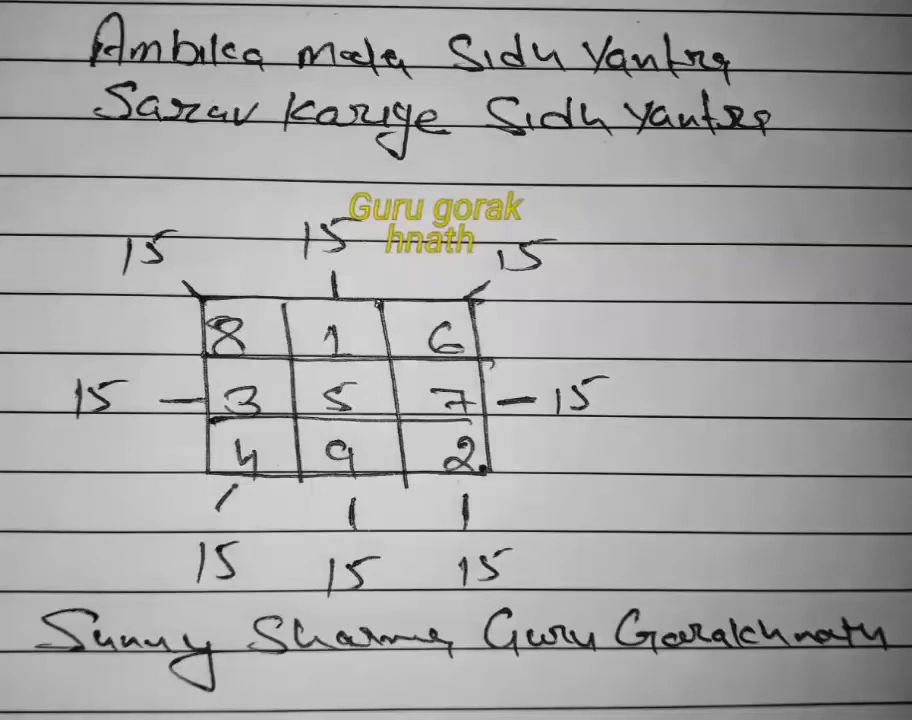 Ambika mata Sidh Yantra
Sarav Karige Sidh Yantra
Guru gorak
hnath
15 15 15
8 1 6
15 3 5 7 15
4 9 2
15 15 15
Sunny Sharma Guru Gorakhnath